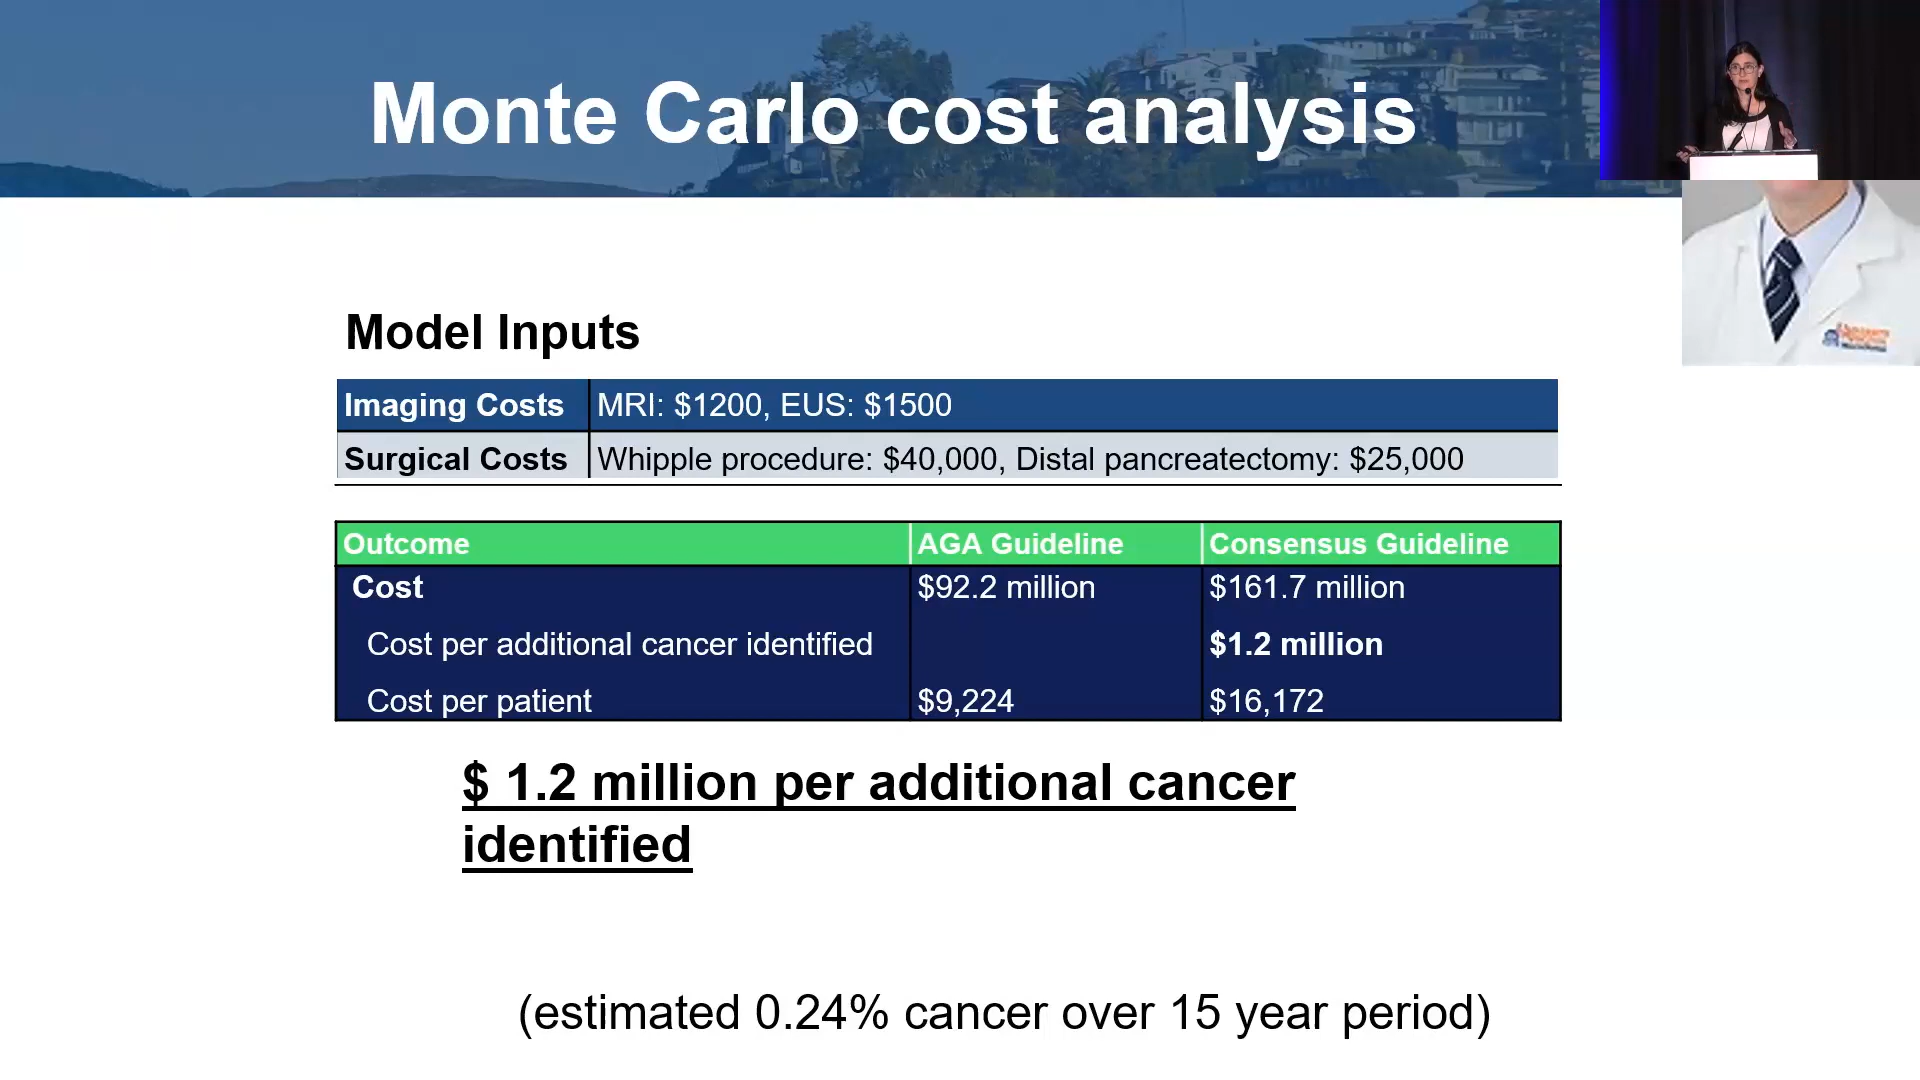 Monte Carlo cost analysis
Model Inputs
Imaging Costs MRI: $1200, EUS: $1500
Surgical Costs Whipple procedure: $40,000, Distal pancreatectomy: $25,000
Outcome AGA Guideline Consensus Guideline
Cost $92.2 million $161.7 million
Cost per additional cancer identified $1.2 million
Cost per patient $9,224 $16,172
$ 1.2 million per additional cancer
identified
(estimated 0.24% cancer over 15 year period)